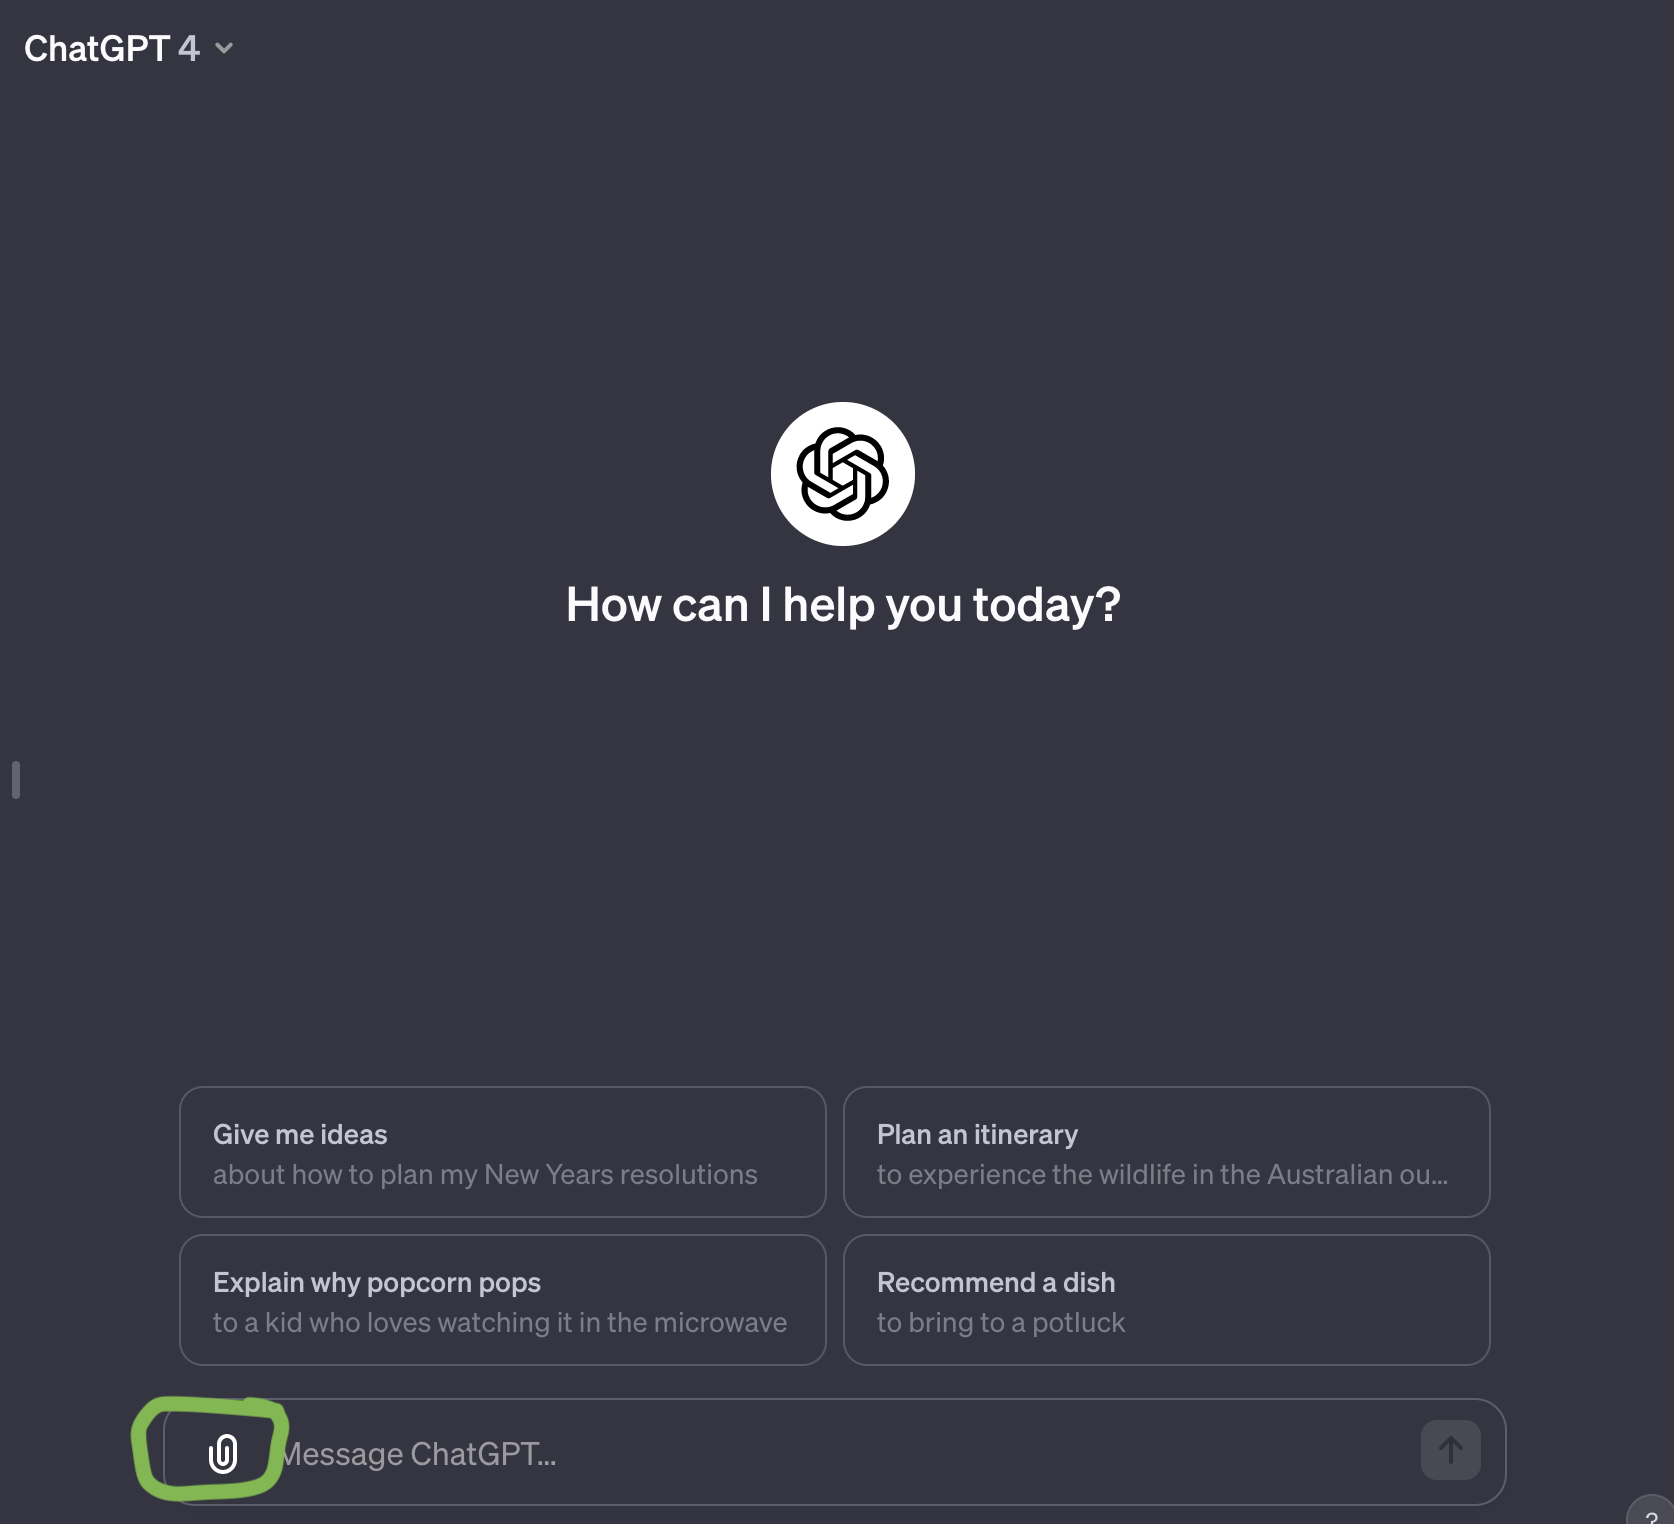 ChatGPT 4
How can I help you today?
Give me ideas
about how to plan my New Years resolutions
Plan an itinerary
to experience the wildlife in the Australian ou...
Explain why popcorn pops
to a kid who loves watching it in the microwave
Recommend a dish
to bring to a potluck
Message ChatGPT...
?